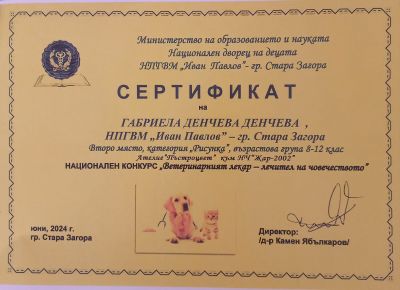 Министерство на образованието и науката
Национален дворец на децата
НПГВМ „Иван Павлов"- гр. Стара Загора
СЕРТИФИКАТ
на
ГАБРИЕЛА ДЕНЧЕВА ДЕНЧЕВА ,
НПГВМ „Иван Павлов" – гр. Стара Загора
Второ място, категория „Рисунка", възрастова група 8-12 клас
Ателие"Пъстроцвет" към НЧ"Жар-2002"
НАЦИОНАЛЕН КОНКУРС „Ветеринарният лекар – лечител на човечеството"
юни, 2024 г.
гр. Стара Загора
Директор:
/д-р Камен Ябълкаров/